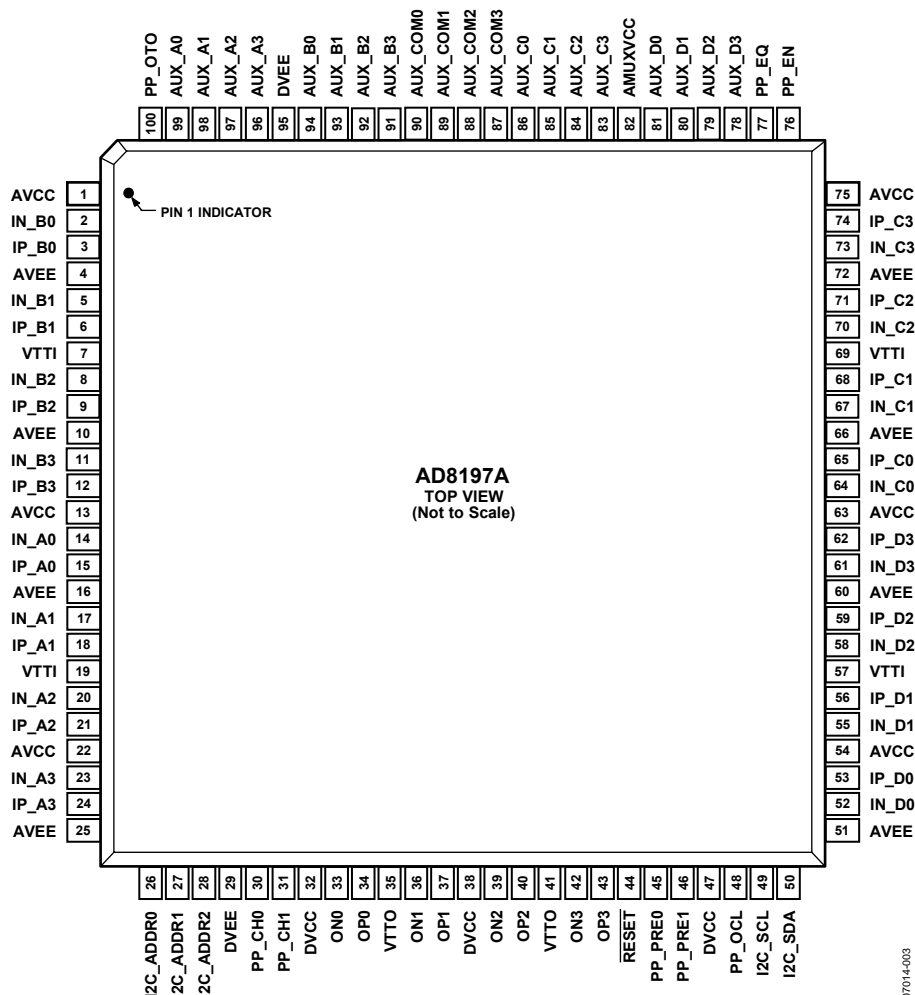 PP_OTO
AUX_A0
AUX_A1
AUX_A2
AUX_A3
DVEE
AUX_B0
AUX_B1
AUX_B2
AUX_B3
AUX_COM0
AUX_COM1
AUX_COM2
AUX_COM3
AUX_C0
AUX_C1
AUX_C2
AUX_C3
AMUXVCC
AUX_D0
AUX_D1
AUX_D2
AUX_D3
PP_EQ
PP_EN
100
99
98
97
96
95
94
93
92
91
90
89
88
87
86
85
84
83
82
81
80
79
78
77
76
AVCC 1
IN_B0 2
IP_B0 3
AVEE 4
IN_B1 5
IP_B1 6
VTTI 7
IN_B2 8
IP_B2 9
AVEE 10
IN_B3 11
IP_B3 12
AVCC 13
IN_A0 14
IP_A0 15
AVEE 16
IN_A1 17
IP_A1 18
VTTI 19
IN_A2 20
IP_A2 21
AVCC 22
IN_A3 23
IP_A3 24
AVEE 25
PIN 1 INDICATOR
AD8197A
TOP VIEW
(Not to Scale)
75 AVCC
74 IP_C3
73 IN_C3
72 AVEE
71 IP_C2
70 IN_C2
69 VTTI
68 IP_C1
67 IN_C1
66 AVEE
65 IP_C0
64 IN_C0
63 AVCC
62 IP_D3
61 IN_D3
60 AVEE
59 IP_D2
58 IN_D2
57 VTTI
56 IP_D1
55 IN_D1
54 AVCC
53 IP_D0
52 IN_D0
51 AVEE
26
27
28
29
30
31
32
33
34
35
36
37
38
39
40
41
42
43
44
45
46
47
48
49
50
I2C_ADDR0
2C_ADDR1
2C_ADDR2
DVEE
PP_CH0
PP_CH1
DVCC
ON0
OP0
VTTO
ON1
OP1
DVCC
ON2
OP2
VTTO
ON3
OP3
RESET
PP_PRE0
PP_PRE1
DVCC
PP_OCL
I2C_SCL
I2C_SDA
07014-003